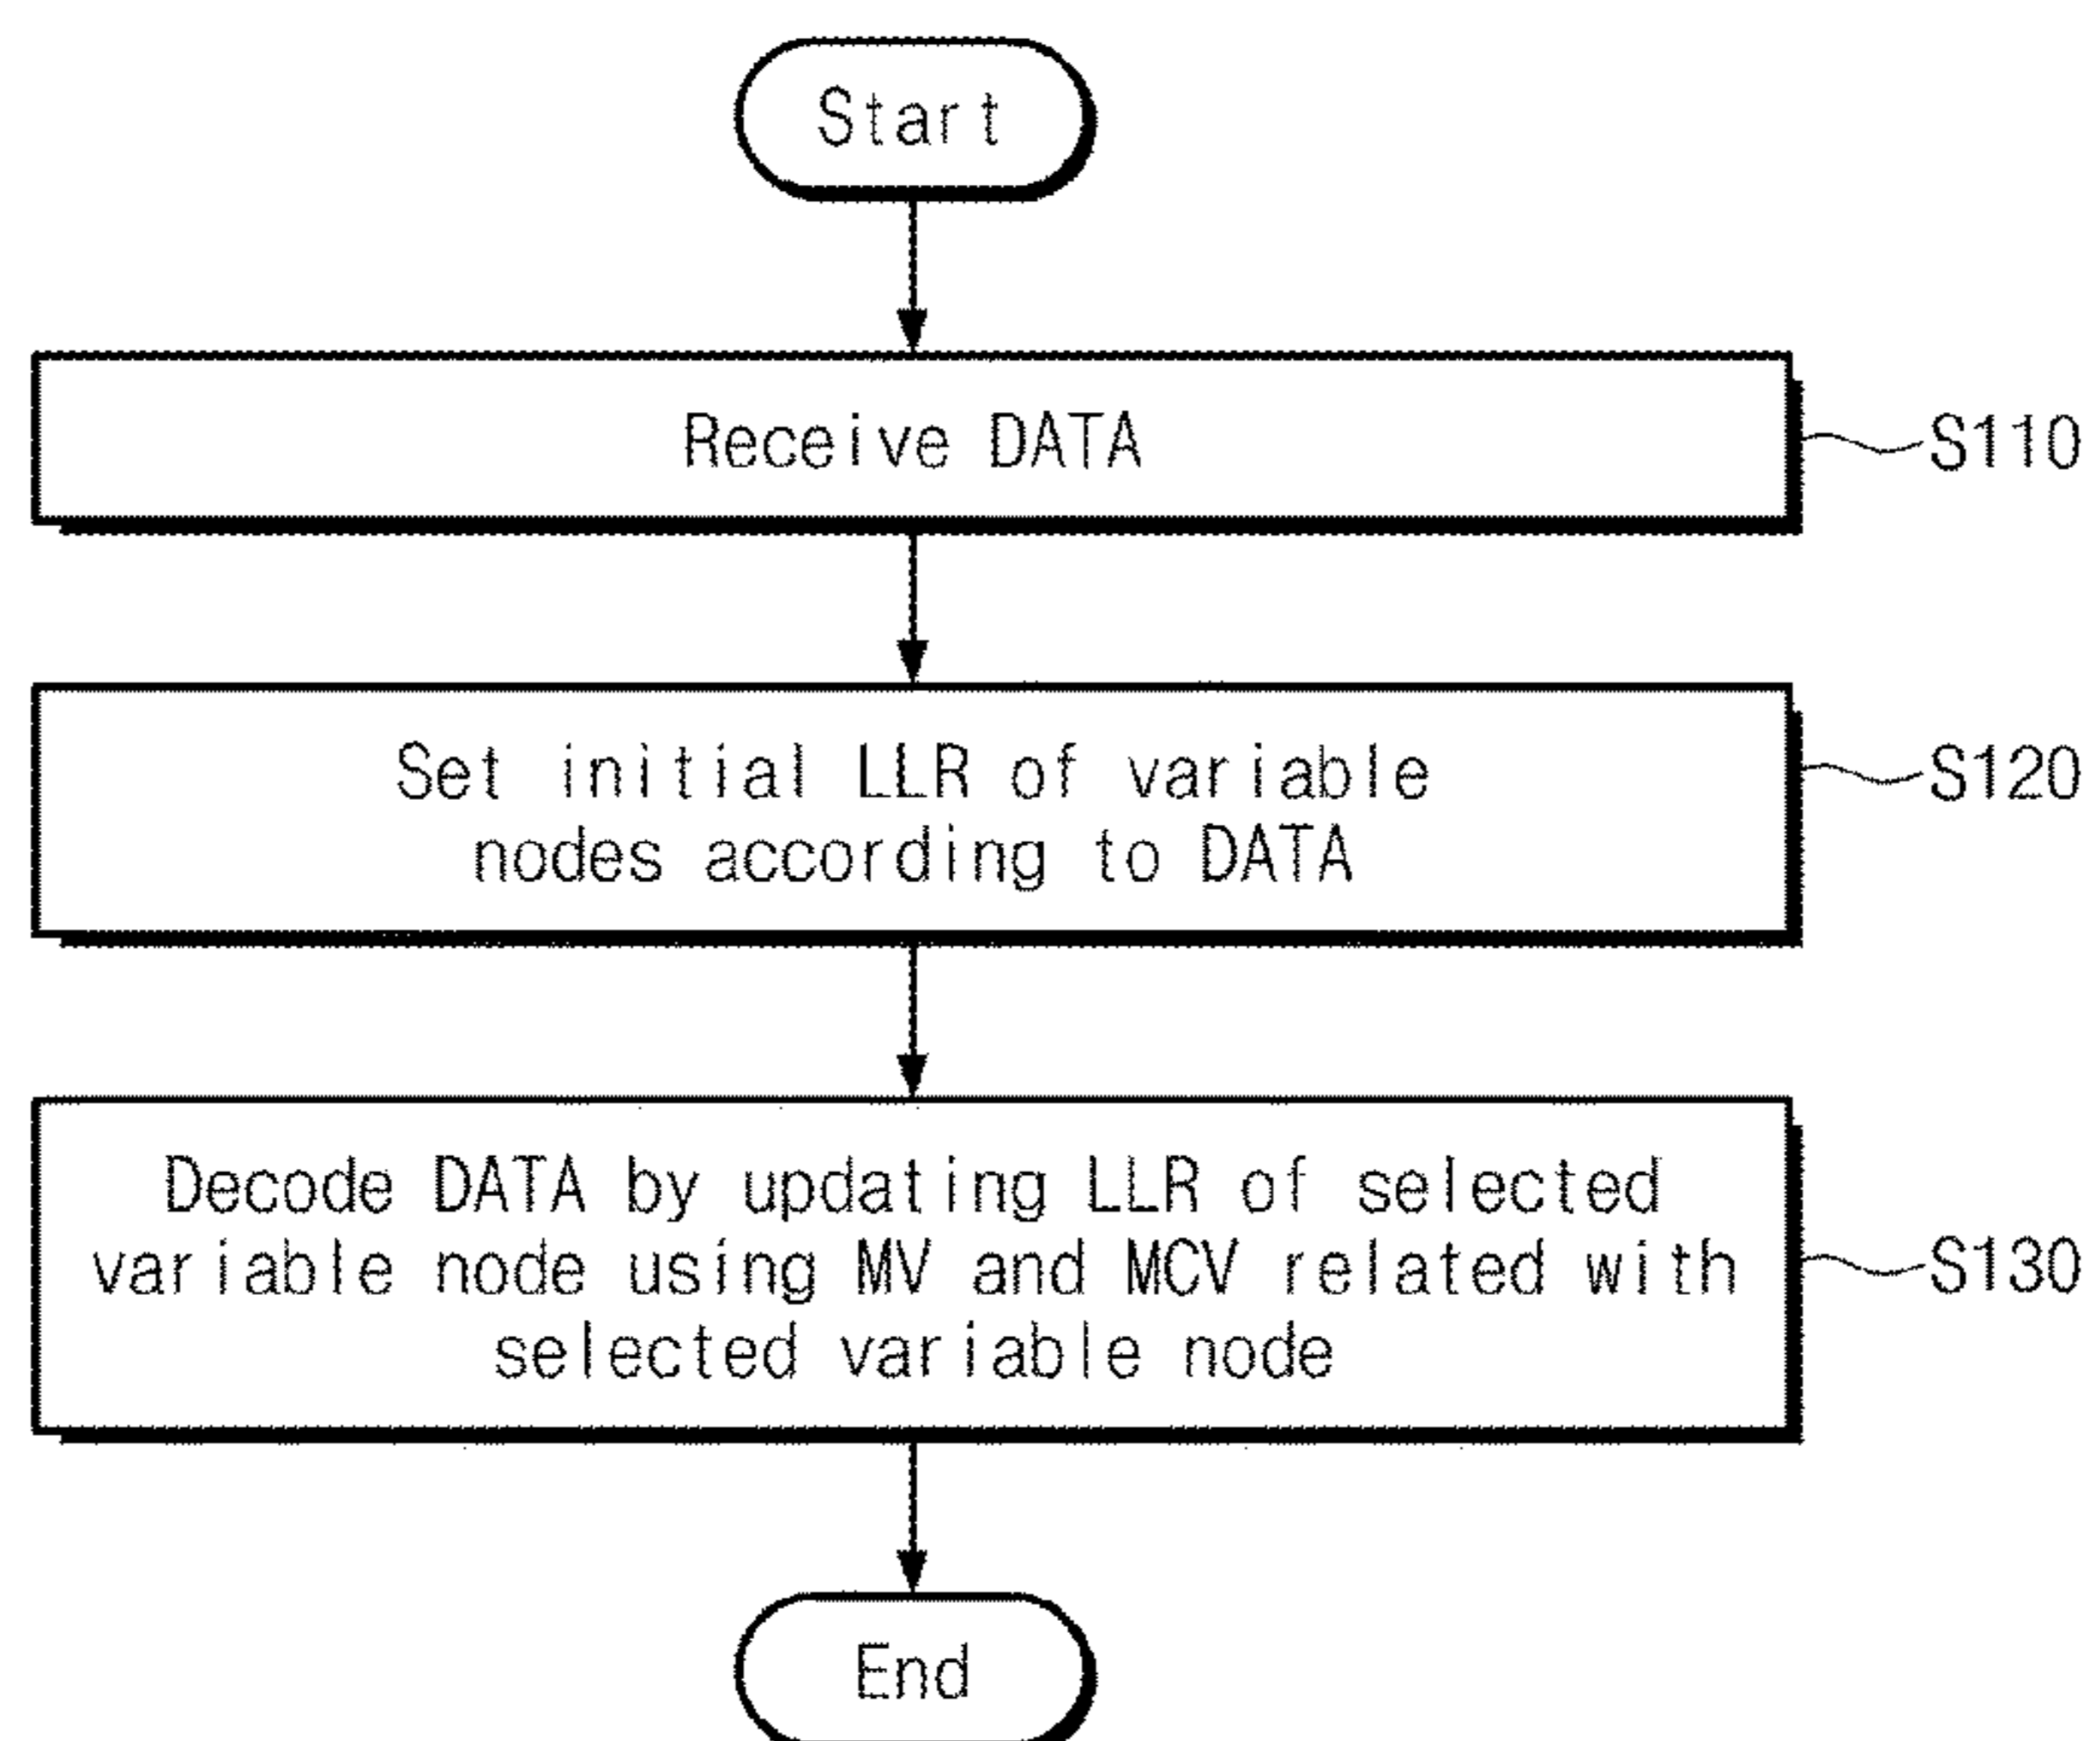 Start
Receive DATA
S110
Set initial LLR of variable
nodes according to DATA
S120
Decode DATA by updating LLR of selected
variable node using MV and MCV related with
selected variable node
S130
End